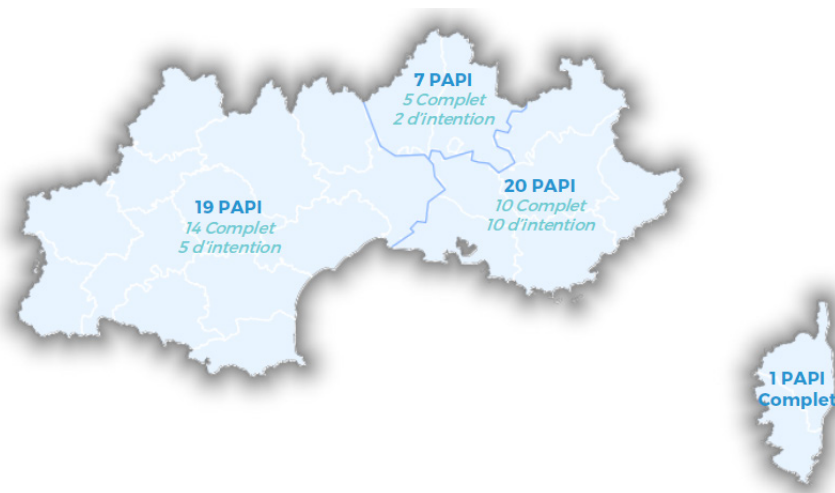 7 PAPI
5 Complet
2 d'intention
20 PAPI
10 Complet
10 d'intention
19 PAPI
14 Complet
5 d'intention
1 PAPI
Complet